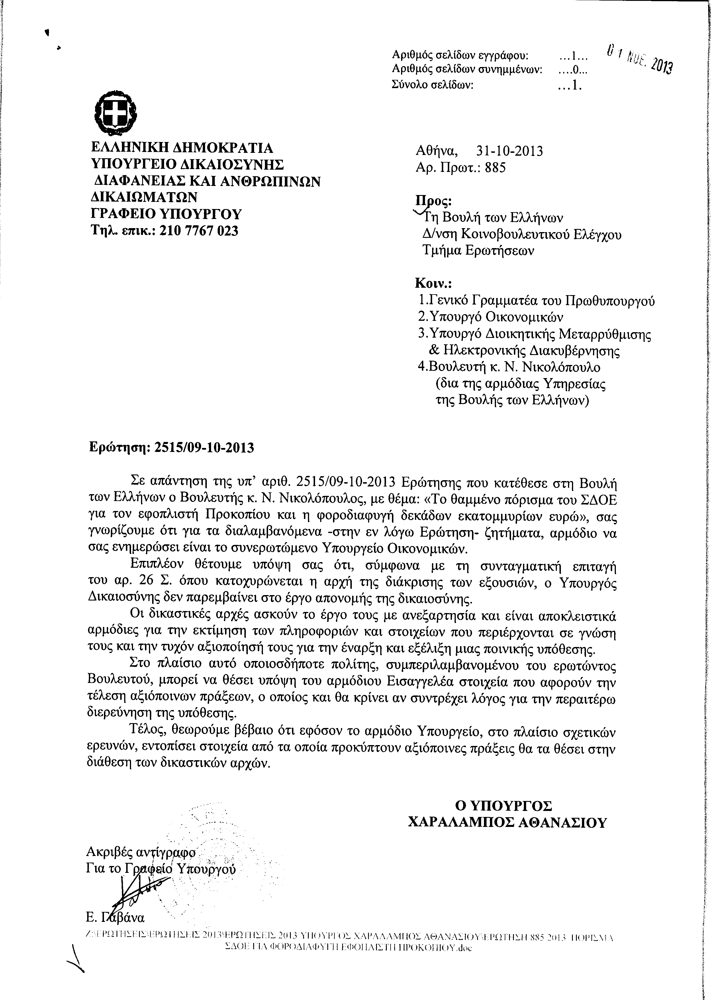 Αριθμός σελίδων εγγράφου: ...1...
Αριθμός σελίδων συνημμένων: ....0...
Σύνολο σελίδων: ...1.
01 ΝΟΕ. 2013
ΕΛΛΗΝΙΚΗ ΔΗΜΟΚΡΑΤΙΑ
ΥΠΟΥΡΓΕΙΟ ΔΙΚΑΙΟΣΥΝΗΣ
ΔΙΑΦΑΝΕΙΑΣ ΚΑΙ ΑΝΘΡΩΠΙΝΩΝ
ΔΙΚΑΙΩΜΑΤΩΝ
ΓΡΑΦΕΙΟ ΥΠΟΥΡΓΟΥ
Τηλ. επικ.: 210 7767 023
Αθήνα, 31-10-2013
Αρ. Πρωτ.: 885
Προς:
Τη Βουλή των Ελλήνων
Δ/νση Κοινοβουλευτικού Ελέγχου
Τμήμα Ερωτήσεων
Κοιν.:
1.Γενικό Γραμματέα του Πρωθυπουργού
2.Υπουργό Οικονομικών
3.Υπουργό Διοικητικής Μεταρρύθμισης
& Ηλεκτρονικής Διακυβέρνησης
4.Βουλευτή κ. Ν. Νικολόπουλο
(δια της αρμόδιας Υπηρεσίας
της Βουλής των Ελλήνων)
Ερώτηση: 2515/09-10-2013
Σε απάντηση της υπ’ αριθ. 2515/09-10-2013 Ερώτησης που κατέθεσε στη Βουλή
των Ελλήνων ο Βουλευτής κ. Ν. Νικολόπουλος, με θέμα: «Το θαμμένο πόρισμα του ΣΔΟΕ
για τον εφοπλιστή Προκοπίου και η φοροδιαφυγή δεκάδων εκατομμυρίων ευρώ», σας
γνωρίζουμε ότι για τα διαλαμβανόμενα -στην εν λόγω Ερώτηση- ζητήματα, αρμόδιο να
σας ενημερώσει είναι το συνερωτώμενο Υπουργείο Οικονομικών.
Επιπλέον θέτουμε υπόψη σας ότι, σύμφωνα με τη συνταγματική επιταγή
του αρ. 26 Σ. όπου κατοχυρώνεται η αρχή της διάκρισης των εξουσιών, ο Υπουργός
Δικαιοσύνης δεν παρεμβαίνει στο έργο απονομής της δικαιοσύνης.
Οι δικαστικές αρχές ασκούν το έργο τους με ανεξαρτησία και είναι αποκλειστικά
αρμόδιες για την εκτίμηση των πληροφοριών και στοιχείων που περιέρχονται σε γνώση
τους και την τυχόν αξιοποίησή τους για την έναρξη και εξέλιξη μιας ποινικής υπόθεσης.
Στο πλαίσιο αυτό οποιοσδήποτε πολίτης, συμπεριλαμβανομένου του ερωτώντος
Βουλευτού, μπορεί να θέσει υπόψη του αρμόδιου Εισαγγελέα στοιχεία που αφορούν την
τέλεση αξιόποινων πράξεων, ο οποίος και θα κρίνει αν συντρέχει λόγος για την περαιτέρω
διερεύνηση της υπόθεσης.
Τέλος, θεωρούμε βέβαιο ότι εφόσον το αρμόδιο Υπουργείο, στο πλαίσιο σχετικών
ερευνών, εντοπίσει στοιχεία από τα οποία προκύπτουν αξιόποινες πράξεις θα τα θέσει στην
διάθεση των δικαστικών αρχών.
Ο ΥΠΟΥΡΓΟΣ
ΧΑΡΑΛΑΜΠΟΣ ΑΘΑΝΑΣΙΟΥ
Ακριβές αντίγραφο
Για το Γραφείο Υπουργού
Ε. Γαβάνα
Ζ:\ΕΡΩΤΗΣΕΙΣ\ΕΡΩΤΗΣΕΙΣ 2013\ΕΡΩΤΗΣΕΙΣ 2013 ΥΠΟΥΡΓΟΣ ΧΑΡΑΛΑΜΠΟΣ ΑΘΑΝΑΣΙΟΥ\ΕΡΩΤΗΣΗ 885 2013 ΠΟΡΙΣΜΑ
ΣΔΟΕ ΓΙΑ ΦΟΡΟΔΙΑΦΥΓΗ ΕΦΟΠΛΙΣΤΗ ΠΡΟΚΟΠΙΟΥ.doc